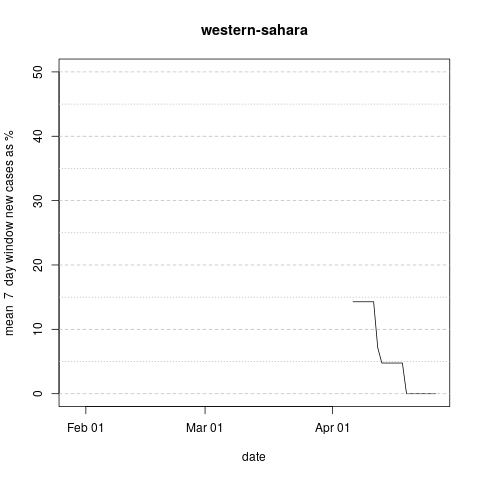 western-sahara
mean 7 day window new cases as %
50
40
30
20
10
0
Feb 01
Mar 01
Apr 01
date